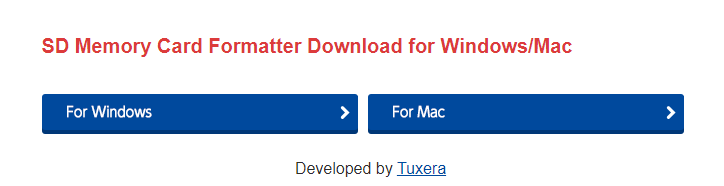 SD Memory Card Formatter Download for Windows/Mac
For Windows
For Mac
Developed by Tuxera